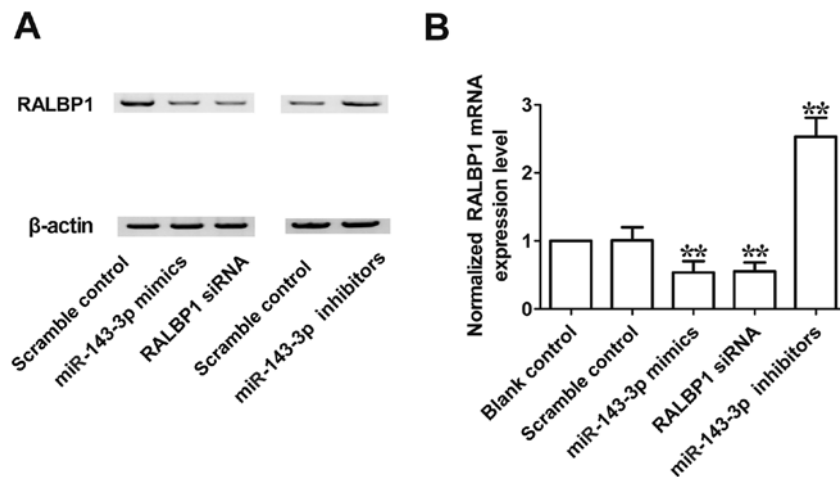 A
RALBP1
β-actin
Scramble control
miR-143-3p mimics
RALBP1 siRNA
Scramble control
miR-143-3p inhibitors
B
Normalized RALBP1 mRNA
expression level
3
2
1
0
**
**
**
Blank control
Scramble control
miR-143-3p mimics
RALBP1 siRNA
miR-143-3p inhibitors